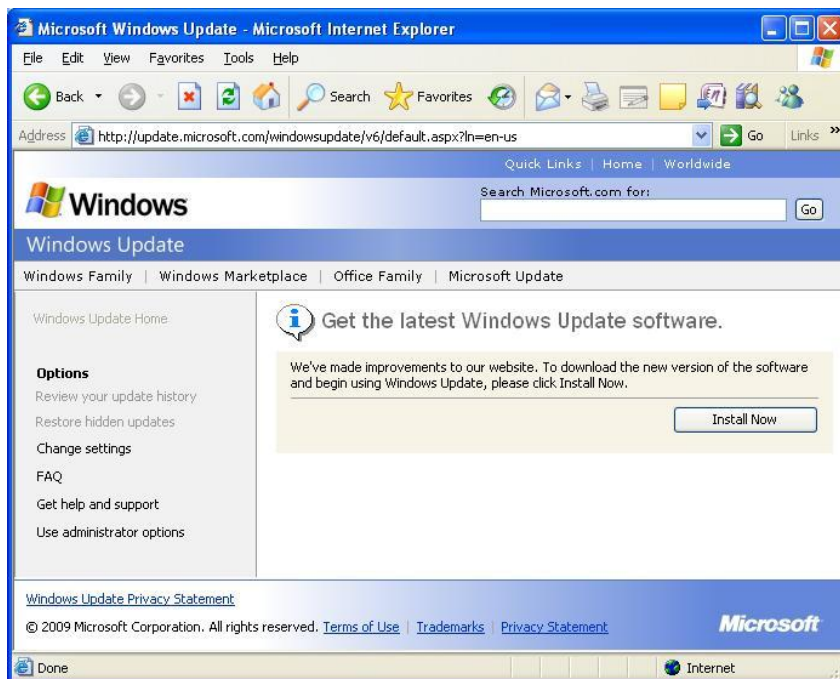 Microsoft Windows Update - Microsoft Internet Explorer
File Edit View Favorites Tools Help
Back Search Favorites
Address http://update.microsoft.com/windowsupdate/v6/default.aspx?ln=en-us Go Links »
Quick Links | Home | Worldwide
Windows
Search Microsoft.com for:
Go
Windows Update
Windows Family | Windows Marketplace | Office Family | Microsoft Update
Windows Update Home
Get the latest Windows Update software.
We've made improvements to our website. To download the new version of the software
and begin using Windows Update, please click Install Now.
Install Now
Options
Review your update history
Restore hidden updates
Change settings
FAQ
Get help and support
Use administrator options
Windows Update Privacy Statement
© 2009 Microsoft Corporation. All rights reserved. Terms of Use | Trademarks | Privacy Statement
Microsoft
Done Internet